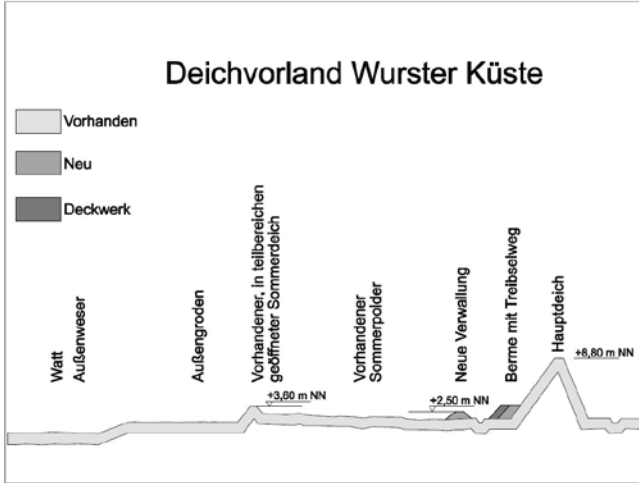 Deichvorland Wurster Küste
Vorhanden
Neu
Deckwerk
Watt
Außenweser
Außengroden
Vorhandener, in teilbereichen
geöffneter Sommerdeich
Vorhandener
Sommerpolder
Neue Verwallung
Berme mit Treibselweg
Hauptdeich
+8,80 m NN
+3,60 m NN
+2,50 m NN